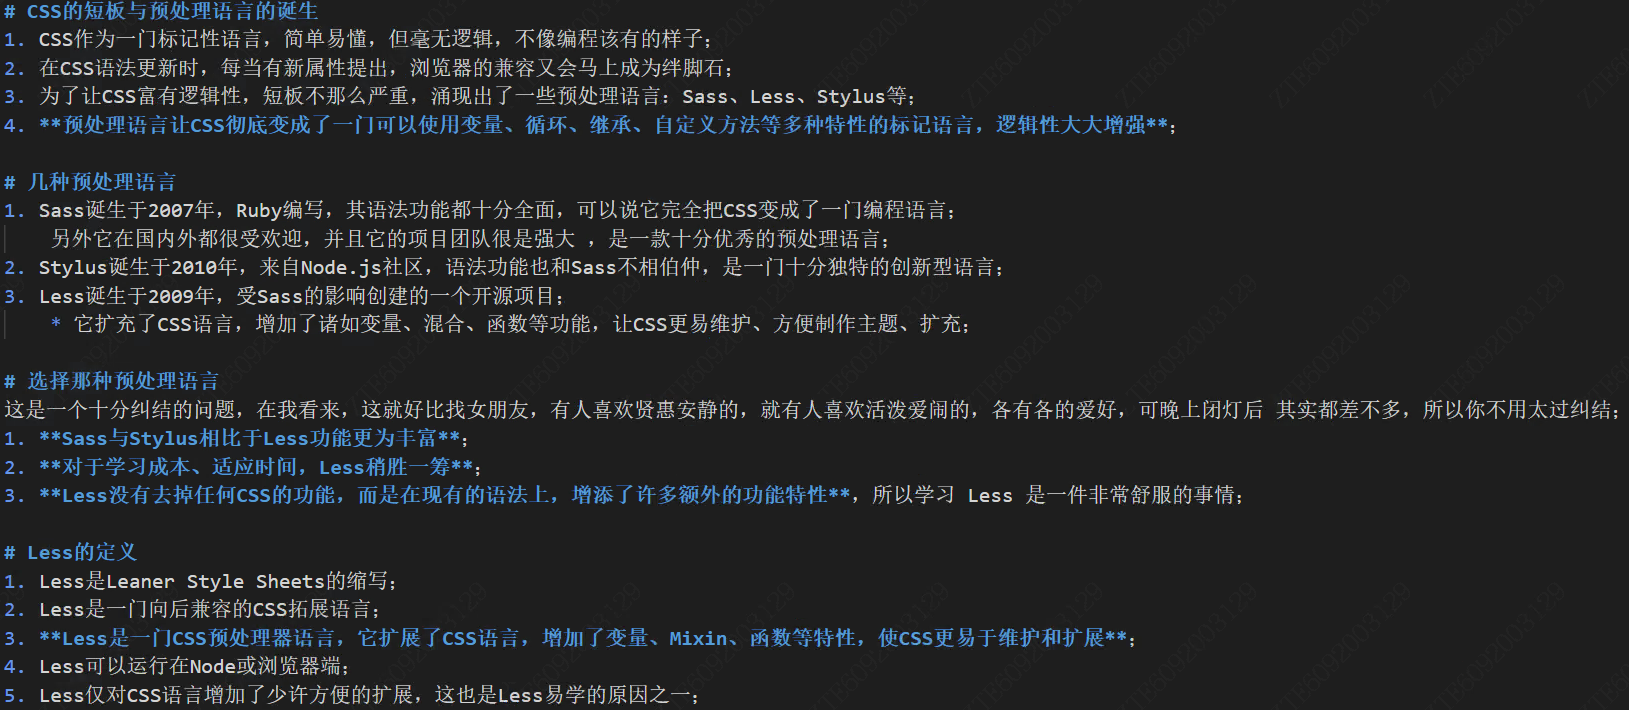 # CSS的短板与预处理语言的诞生
1. CSS作为一门标记性语言，简单易懂，但毫无逻辑，不像编程该有的样子；
2. 在CSS语法更新时，每当有新属性提出，浏览器的兼容又会马上成为绊脚石；
3. 为了让CSS富有逻辑性，短板不那么严重，涌现出了一些预处理语言：Sass、Less、Stylus等；
4. **预处理语言让CSS彻底变成了一门可以使用变量、循环、继承、自定义方法等多种特性的标记语言，逻辑性大大增强**；
# 几种预处理语言
1. Sass诞生于2007年，Ruby编写，其语法功能都十分全面，可以说它完全把CSS变成了一门编程语言；
另外它在国内外都很受欢迎，并且它的项目团队很是强大 ，是一款十分优秀的预处理语言；
2. Stylus诞生于2010年，来自Node.js社区，语法功能也和Sass不相伯仲，是一门十分独特的创新型语言；
3. Less诞生于2009年，受Sass的影响创建的一个开源项目；
* 它扩充了CSS语言，增加了诸如变量、混合、函数等功能，让CSS更易维护、方便制作主题、扩充；
# 选择那种预处理语言
这是一个十分纠结的问题，在我看来，这就好比找女朋友，有人喜欢贤惠安静的，就有人喜欢活泼爱闹的，各有各的爱好，可晚上闭灯后 其实都差不多，所以你不用太过纠结；
1. **Sass与Stylus相比于Less功能更为丰富**；
2. **对于学习成本、适应时间，Less稍胜一筹**；
3. **Less没有去掉任何CSS的功能，而是在现有的语法上，增添了许多额外的功能特性**，所以学习 Less 是一件非常舒服的事情；
# Less的定义
1. Less是Leaner Style Sheets的缩写；
2. Less是一门向后兼容的CSS拓展语言；
3. **Less是一门CSS预处理器语言，它扩展了CSS语言，增加了变量、Mixin、函数等特性，使CSS更易于维护和扩展**；
4. Less可以运行在Node或浏览器端；
5. Less仅对CSS语言增加了少许方便的扩展，这也是Less易学的原因之一；